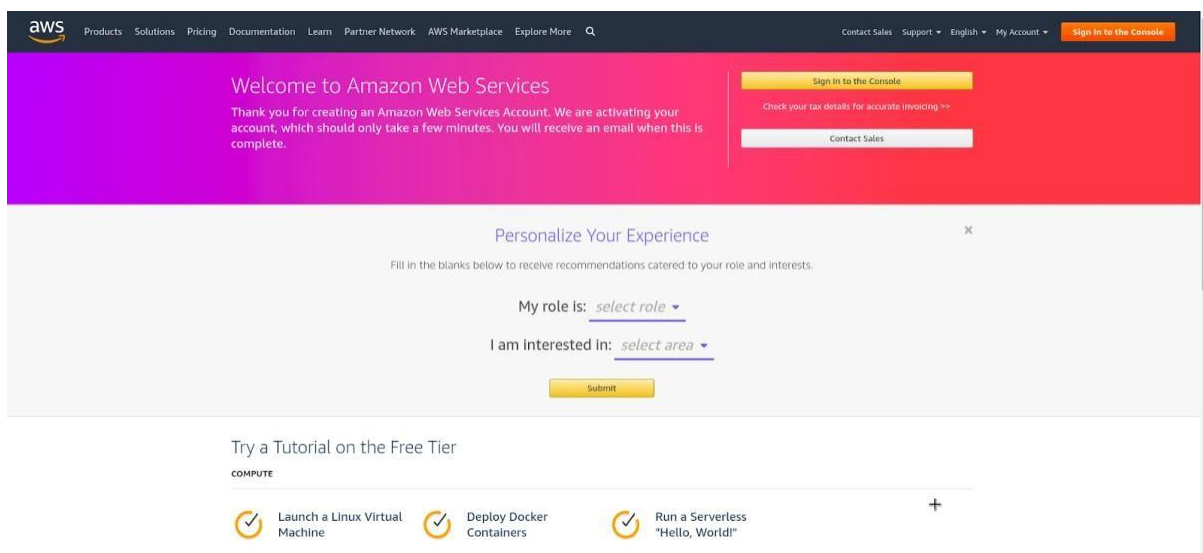 aws
Products Solutions Pricing Documentation Learn Partner Network AWS Marketplace Explore More
Contact Sales Support English My Account Sign In to the Console
Welcome to Amazon Web Services
Thank you for creating an Amazon Web Services Account. We are activating your
account, which should only take a few minutes. You will receive an email when this is
complete.
Sign In to the Console
Check your tax details for accurate invoicing >>
Contact Sales
Personalize Your Experience
Fill in the blanks below to receive recommendations catered to your role and interests.
My role is: select role
I am interested in: select area
Submit
Try a Tutorial on the Free Tier
COMPUTE
Launch a Linux Virtual
Machine
Deploy Docker
Containers
Run a Serverless
"Hello, World!"